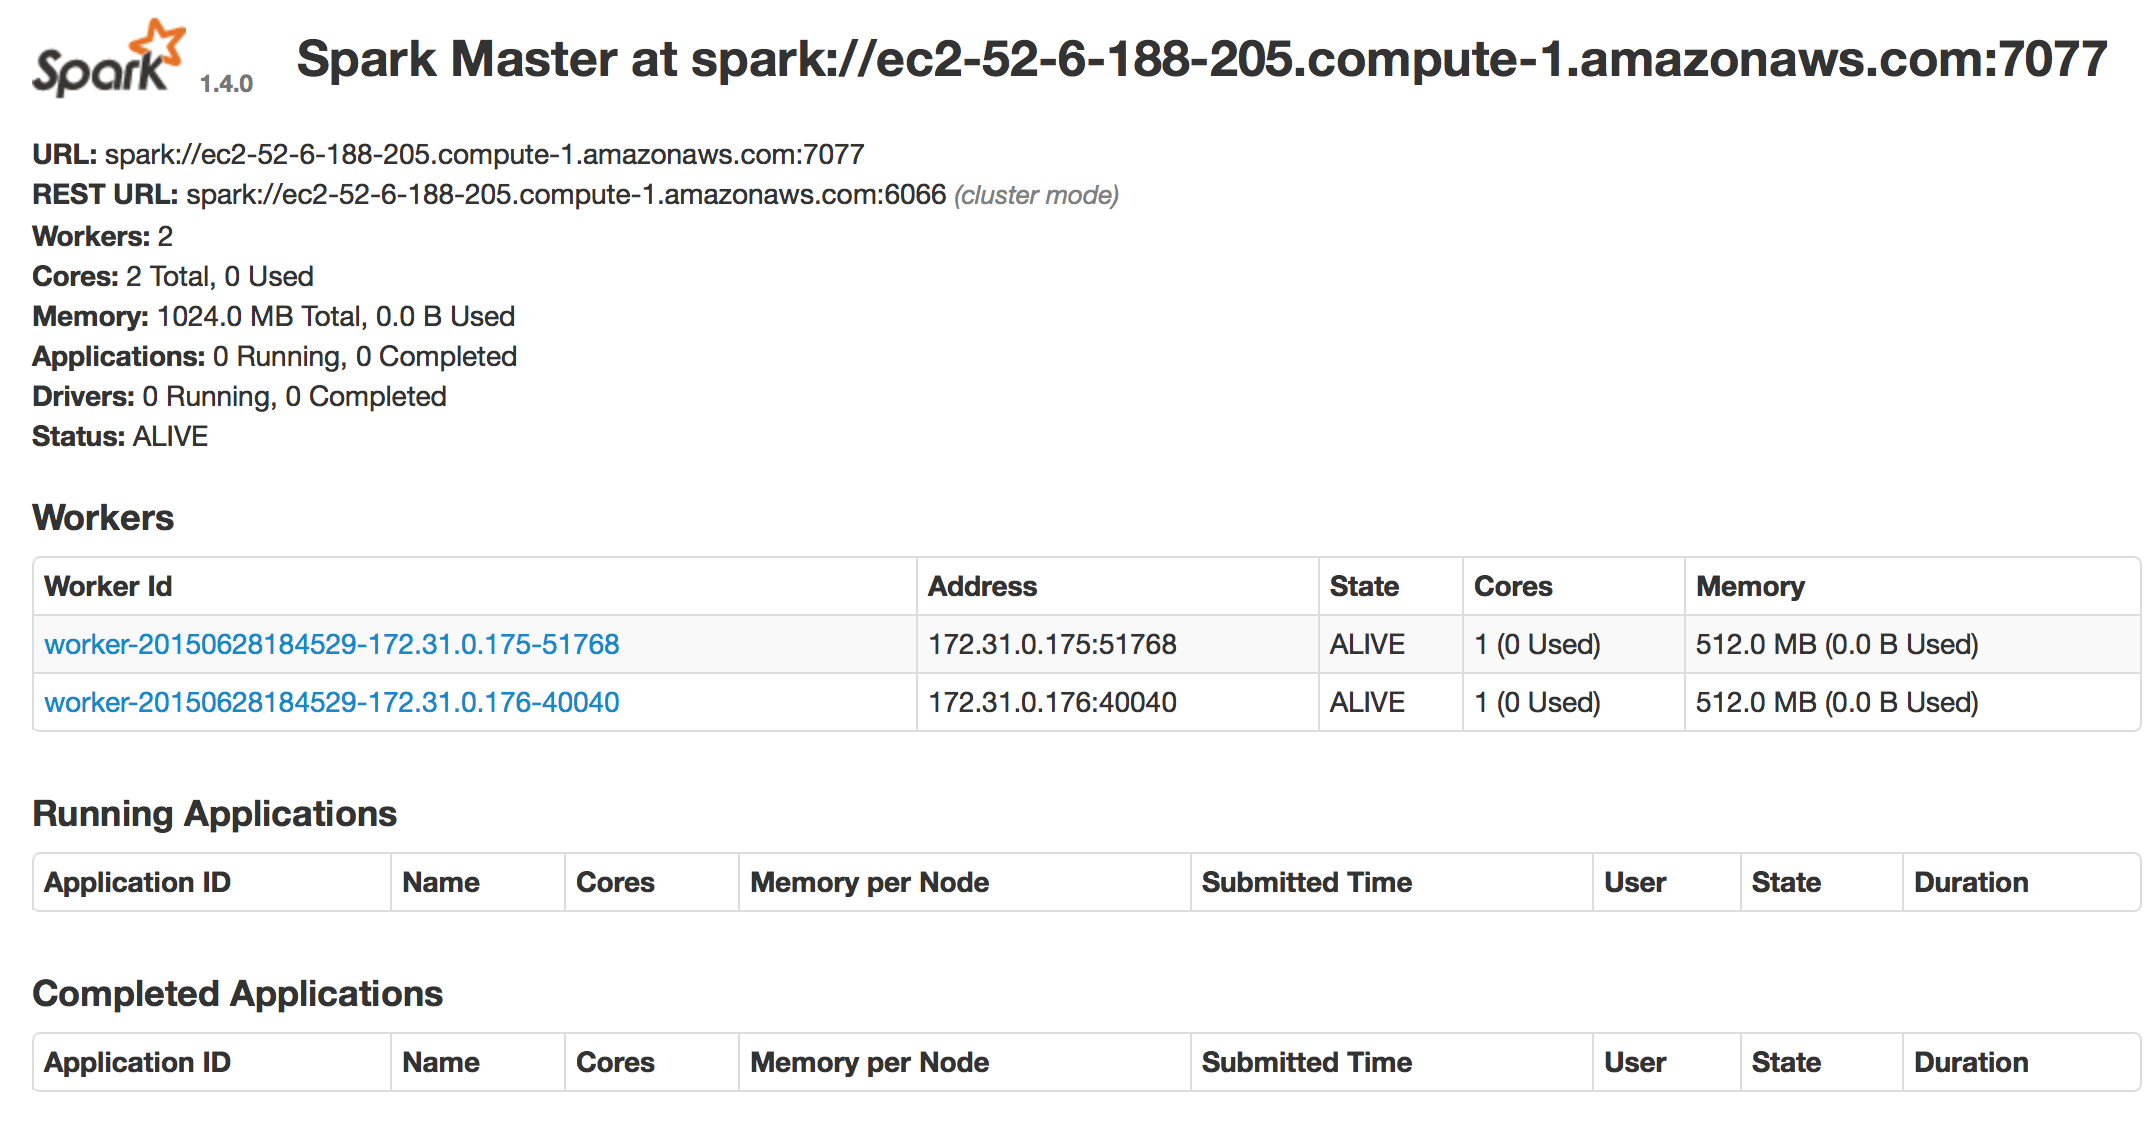 Spark 1.4.0 Spark Master at spark://ec2-52-6-188-205.compute-1.amazonaws.com:7077
URL: spark://ec2-52-6-188-205.compute-1.amazonaws.com:7077
REST URL: spark://ec2-52-6-188-205.compute-1.amazonaws.com:6066 (cluster mode)
Workers: 2
Cores: 2 Total, 0 Used
Memory: 1024.0 MB Total, 0.0 B Used
Applications: 0 Running, 0 Completed
Drivers: 0 Running, 0 Completed
Status: ALIVE
Workers
Worker Id Address State Cores Memory
worker-20150628184529-172.31.0.175-51768 172.31.0.175:51768 ALIVE 1 (0 Used) 512.0 MB (0.0 B Used)
worker-20150628184529-172.31.0.176-40040 172.31.0.176:40040 ALIVE 1 (0 Used) 512.0 MB (0.0 B Used)
Running Applications
Application ID Name Cores Memory per Node Submitted Time User State Duration
Completed Applications
Application ID Name Cores Memory per Node Submitted Time User State Duration